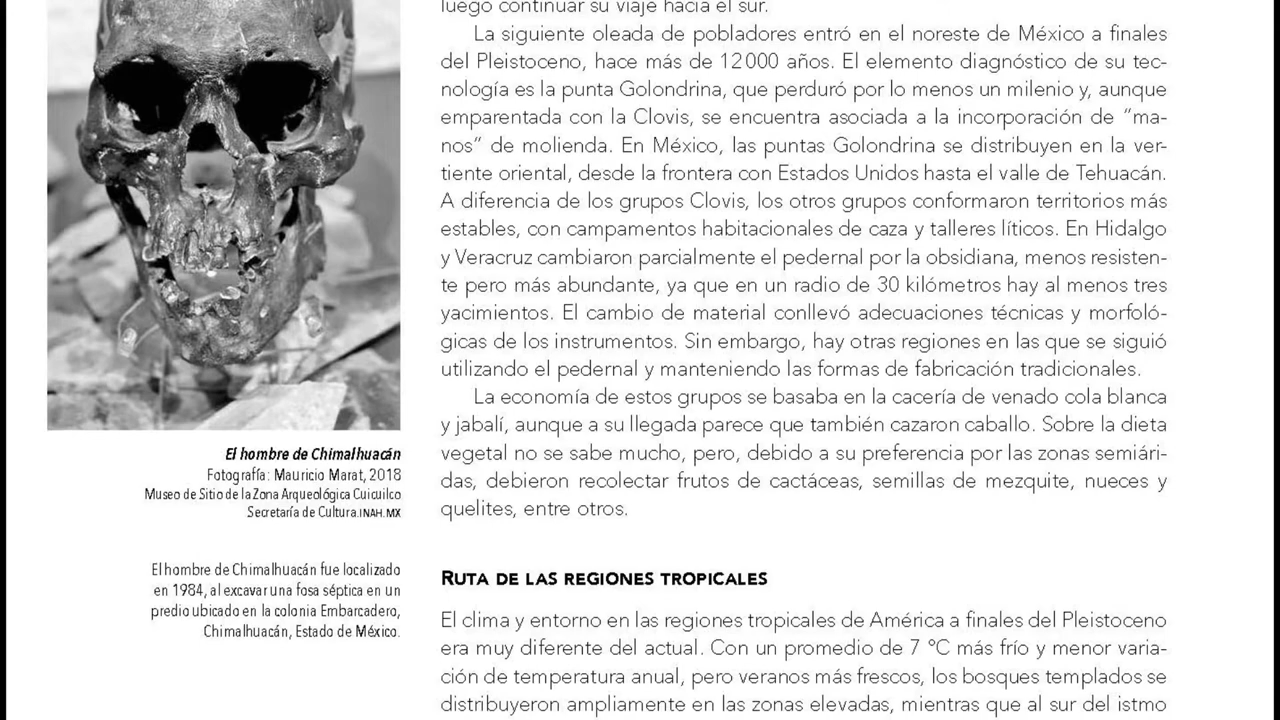 luego continuar su viaje hacia el sur.
La siguiente oleada de pobladores entró en el noreste de México a finales
del Pleistoceno, hace más de 12 000 años. El elemento diagnóstico de su tec-
nología es la punta Golondrina, que perduró por lo menos un milenio y, aunque
emparentada con la Clovis, se encuentra asociada a la incorporación de “ma-
nos” de molienda. En México, las puntas Golondrina se distribuyen en la ver-
tiente oriental, desde la frontera con Estados Unidos hasta el valle de Tehuacán.
A diferencia de los grupos Clovis, los otros grupos conformaron territorios más
estables, con campamentos habitacionales de caza y talleres líticos. En Hidalgo
y Veracruz cambiaron parcialmente el pedernal por la obsidiana, menos resisten-
te pero más abundante, ya que en un radio de 30 kilómetros hay al menos tres
yacimientos. El cambio de material conllevó adecuaciones técnicas y morfoló-
gicas de los instrumentos. Sin embargo, hay otras regiones en las que se siguió
utilizando el pedernal y manteniendo las formas de fabricación tradicionales.
La economía de estos grupos se basaba en la cacería de venado cola blanca
y jabalí, aunque a su llegada parece que también cazaron caballo. Sobre la dieta
vegetal no se sabe mucho, pero, debido a su preferencia por las zonas semiári-
das, debieron recolectar frutos de cactáceas, semillas de mezquite, nueces y
quelites, entre otros.
El hombre de Chimalhuacán
Fotografía: Mauricio Marat, 2018
Museo de Sitio de la Zona Arqueológica Cuicuilco
Secretaría de Cultura.INAH.MX
El hombre de Chimalhuacán fue localizado
en 1984, al excavar una fosa séptica en un
predio ubicado en la colonia Embarcadero,
Chimalhuacán, Estado de México.
RUTA DE LAS REGIONES TROPICALES
El clima y entorno en las regiones tropicales de América a finales del Pleistoceno
era muy diferente del actual. Con un promedio de 7 °C más frío y menor varia-
ción de temperatura anual, pero veranos más frescos, los bosques templados se
distribuyeron ampliamente en las zonas elevadas, mientras que al sur del istmo